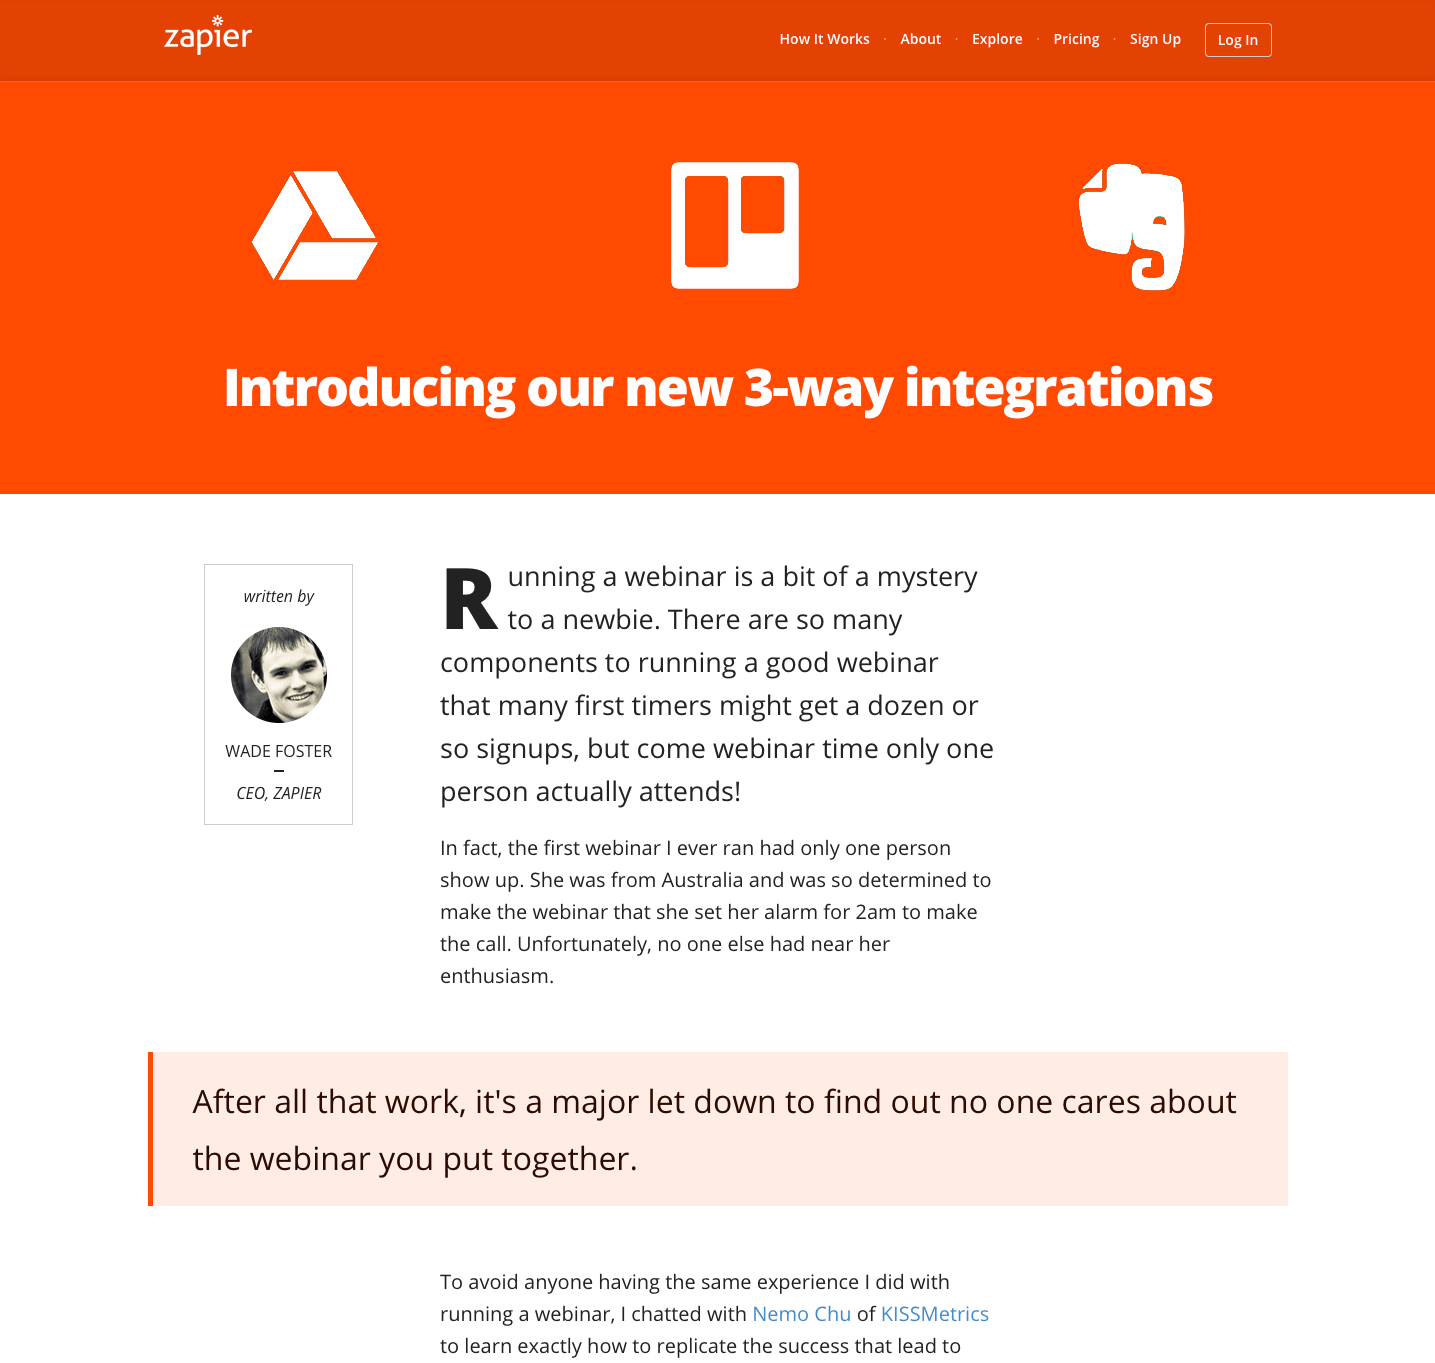 zapier
How It Works · About · Explore · Pricing · Sign Up Log In
Introducing our new 3-way integrations
written by
WADE FOSTER
–
CEO, ZAPIER
Running a webinar is a bit of a mystery
to a newbie. There are so many
components to running a good webinar
that many first timers might get a dozen or
so signups, but come webinar time only one
person actually attends!
In fact, the first webinar I ever ran had only one person
show up. She was from Australia and was so determined to
make the webinar that she set her alarm for 2am to make
the call. Unfortunately, no one else had near her
enthusiasm.
After all that work, it's a major let down to find out no one cares about
the webinar you put together.
To avoid anyone having the same experience I did with
running a webinar, I chatted with Nemo Chu of KISSMetrics
to learn exactly how to replicate the success that lead to